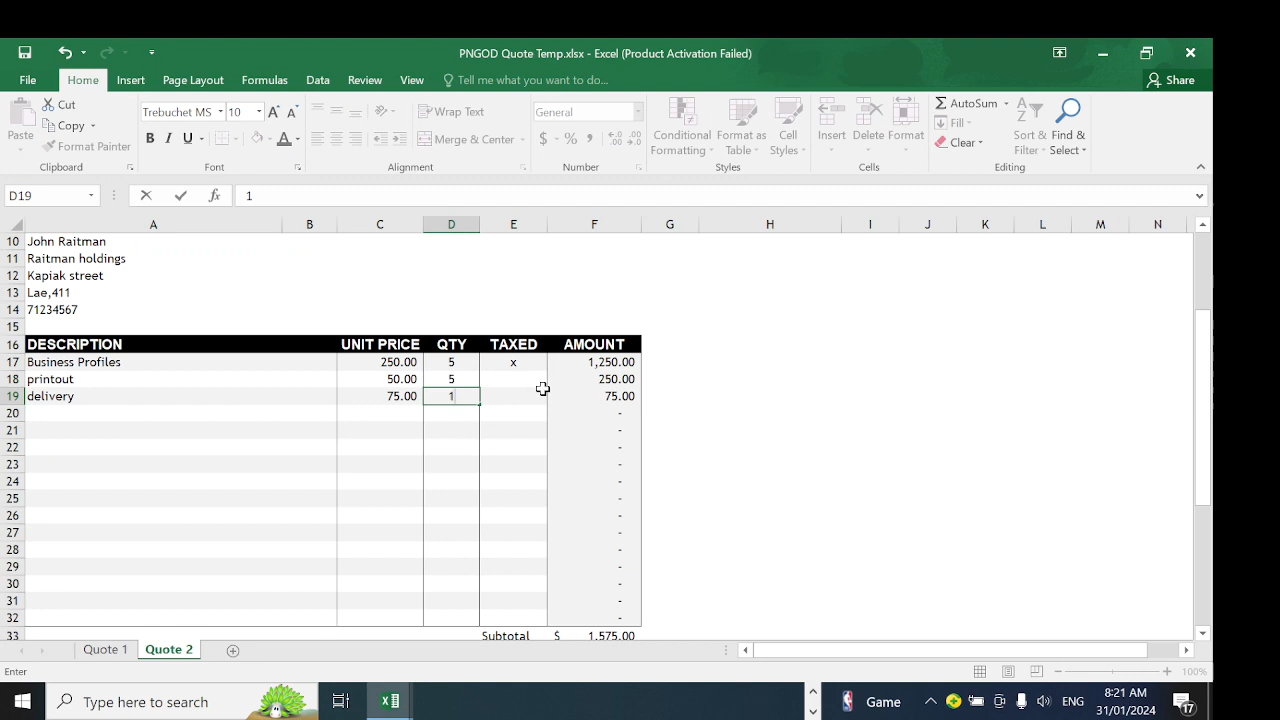 PNGOD Quote Temp.xlsx - Excel (Product Activation Failed)
File Home Insert Page Layout Formulas Data Review View Tell me what you want to do... Share
Paste Cut Copy Format Painter
Trebuchet MS 10
B I U A
Wrap Text
Merge & Center
General
$ % ,
Conditional Formatting Format as Table Cell Styles
Insert Delete Format
AutoSum Fill Clear
Sort & Filter Find & Select
Clipboard Font Alignment Number Styles Cells Editing
D19 fx 1
A B C D E F G H I J K L M N
10 John Raitman
11 Raitman holdings
12 Kapiak street
13 Lae,411
14 71234567
15
16 DESCRIPTION UNIT PRICE QTY TAXED AMOUNT
17 Business Profiles 250.00 5 x 1,250.00
18 printout 50.00 5 250.00
19 delivery 75.00 1 75.00
20 -
21 -
22 -
23 -
24 -
25 -
26 -
27 -
28 -
29 -
30 -
31 -
32 -
33 Subtotal $ 1,575.00
Quote 1 Quote 2
Enter 100%
Type here to search Game ENG 8:21 AM 17
31/01/2024